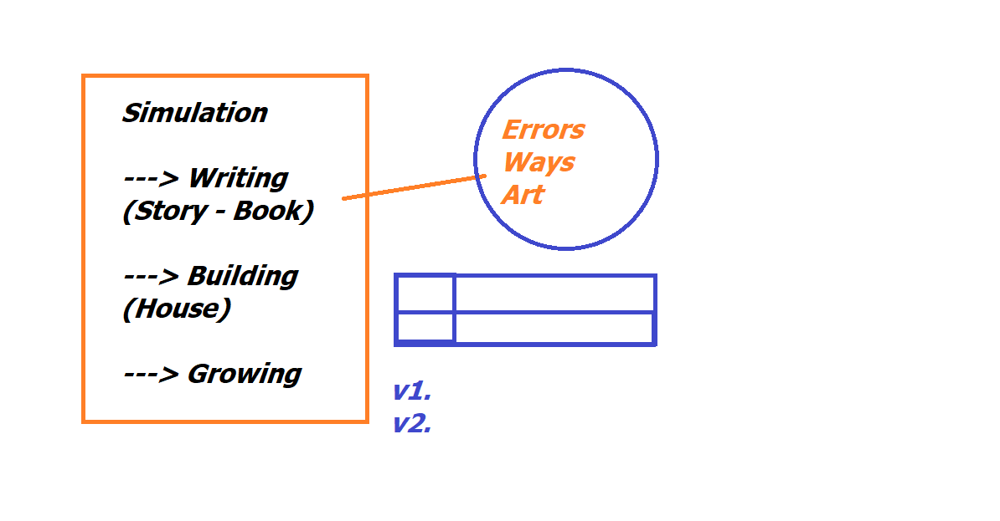 Simulation
---> Writing
(Story - Book)
---> Building
(House)
---> Growing
Errors
Ways
Art
v1.
v2.